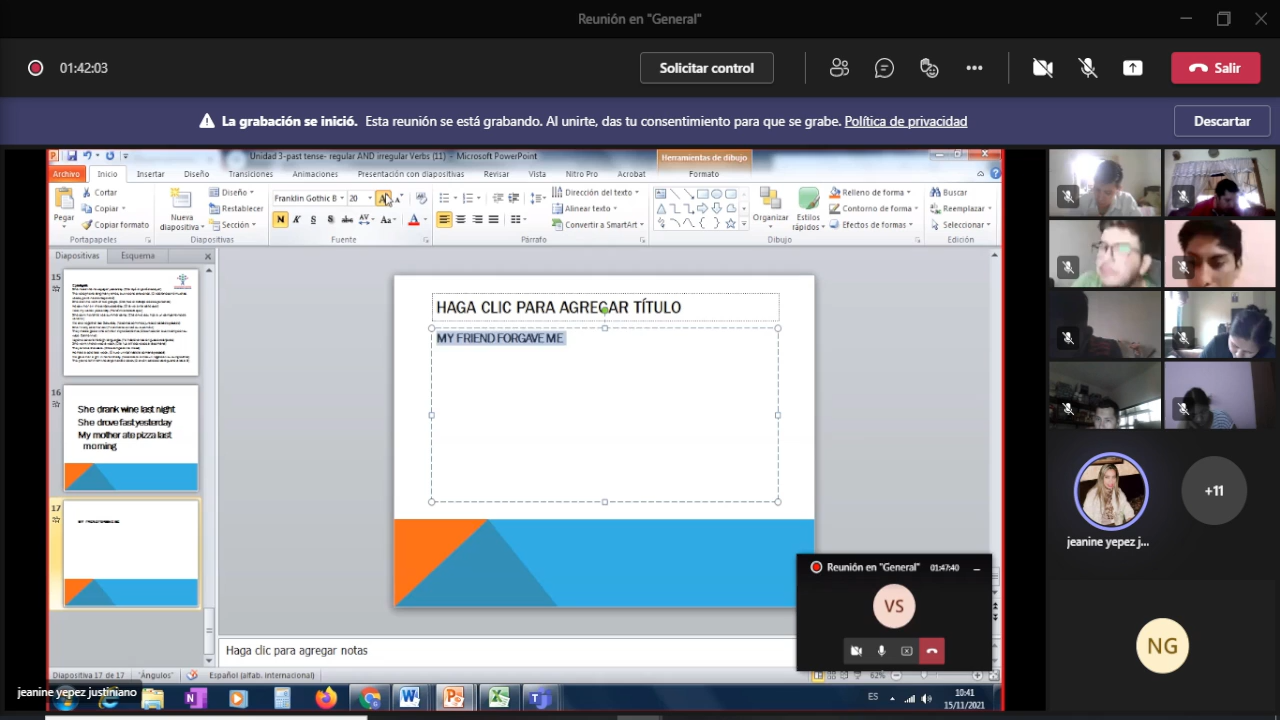 Reunión en "General"
01:42:03
Solicitar control
Salir
La grabación se inició. Esta reunión se está grabando. Al unirte, das tu consentimiento para que se grabe. Política de privacidad
Descartar
Unidad 3-past tense- regular AND irregular Verbs (11) - Microsoft PowerPoint
Herramientas de dibujo
Archivo Inicio Insertar Diseño Transiciones Animaciones Presentación con diapositivas Revisar Vista Nitro Pro Acrobat Formato
Pegar
Cortar
Copiar
Copiar formato
Portapapeles
Nueva diapositiva
Diseño
Restablecer
Sección
Diapositivas
Franklin Gothic B 20
N K S S abc AV Aa A
Fuente
Párrafo
Dirección del texto
Alinear texto
Convertir a SmartArt
Organizar
Estilos rápidos
Relleno de forma
Contorno de forma
Efectos de formas
Dibujo
Buscar
Reemplazar
Seleccionar
Edición
Diapositivas Esquema
15
16
She drank wine last night
She drove fast yesterday
My mother ate pizza last
morning
17
MY FRIEND FORGAVE ME
HAGA CLIC PARA AGREGAR TÍTULO
MY FRIEND FORGAVE ME
Haga clic para agregar notas
Reunión en "General" 01:47:40
VS
Diapositiva 17 de 17 "Ángulos" Español (alfab. internacional)
62%
jeanine yepez justiniano
ES
10:41
15/11/2021
+11
jeanine yepez j...
NG